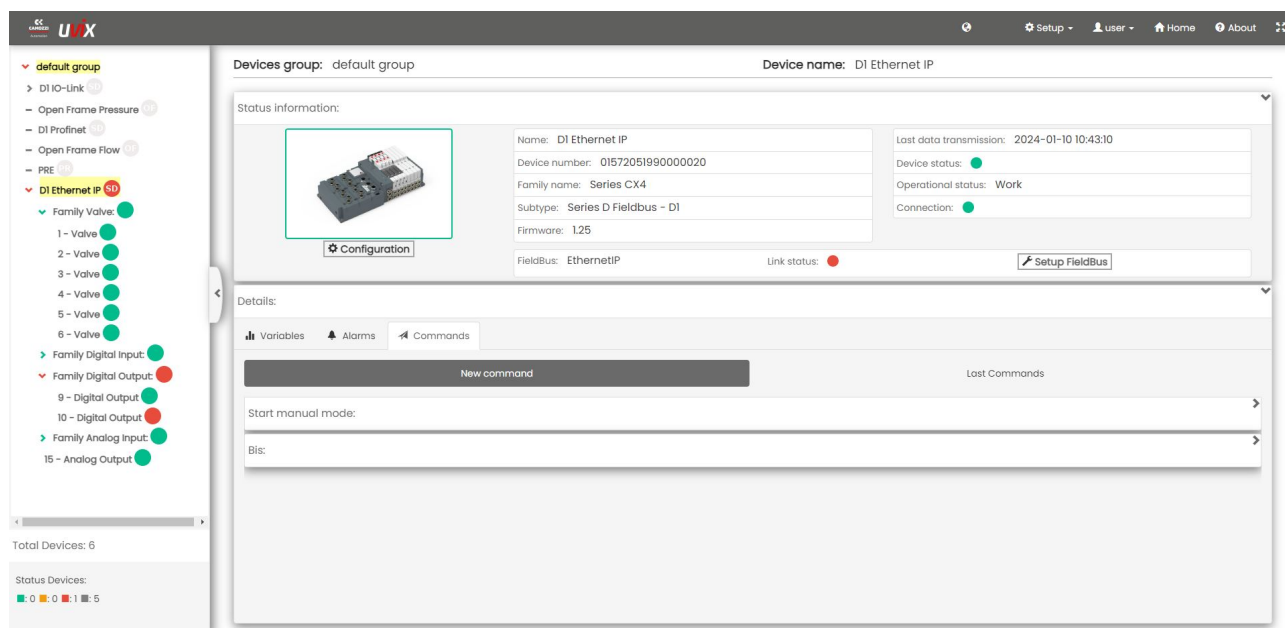 CAMOZZI
UVIX
Setup
user
Home
About
default group
D1 IO-Link SD
Open Frame Pressure OF
D1 Profinet SD
Open Frame Flow OF
PRE PR
D1 Ethernet IP SD
Family Valve:
1 - Valve
2 - Valve
3 - Valve
4 - Valve
5 - Valve
6 - Valve
Family Digital Input:
Family Digital Output:
9 - Digital Output
10 - Digital Output
Family Analog Input:
15 - Analog Output
Total Devices: 6
Status Devices:
: 0 : 0 : 1 : 5
Devices group: default group
Device name: D1 Ethernet IP
Status information:
Configuration
Name: D1 Ethernet IP
Device number: 01572051990000020
Family name: Series CX4
Subtype: Series D Fieldbus - D1
Firmware: 1.25
Last data transmission: 2024-01-10 10:43:10
Device status:
Operational status: Work
Connection:
FieldBus: EthernetIP
Link status:
Setup FieldBus
Details:
Variables
Alarms
Commands
New command
Last Commands
Start manual mode:
Bis: